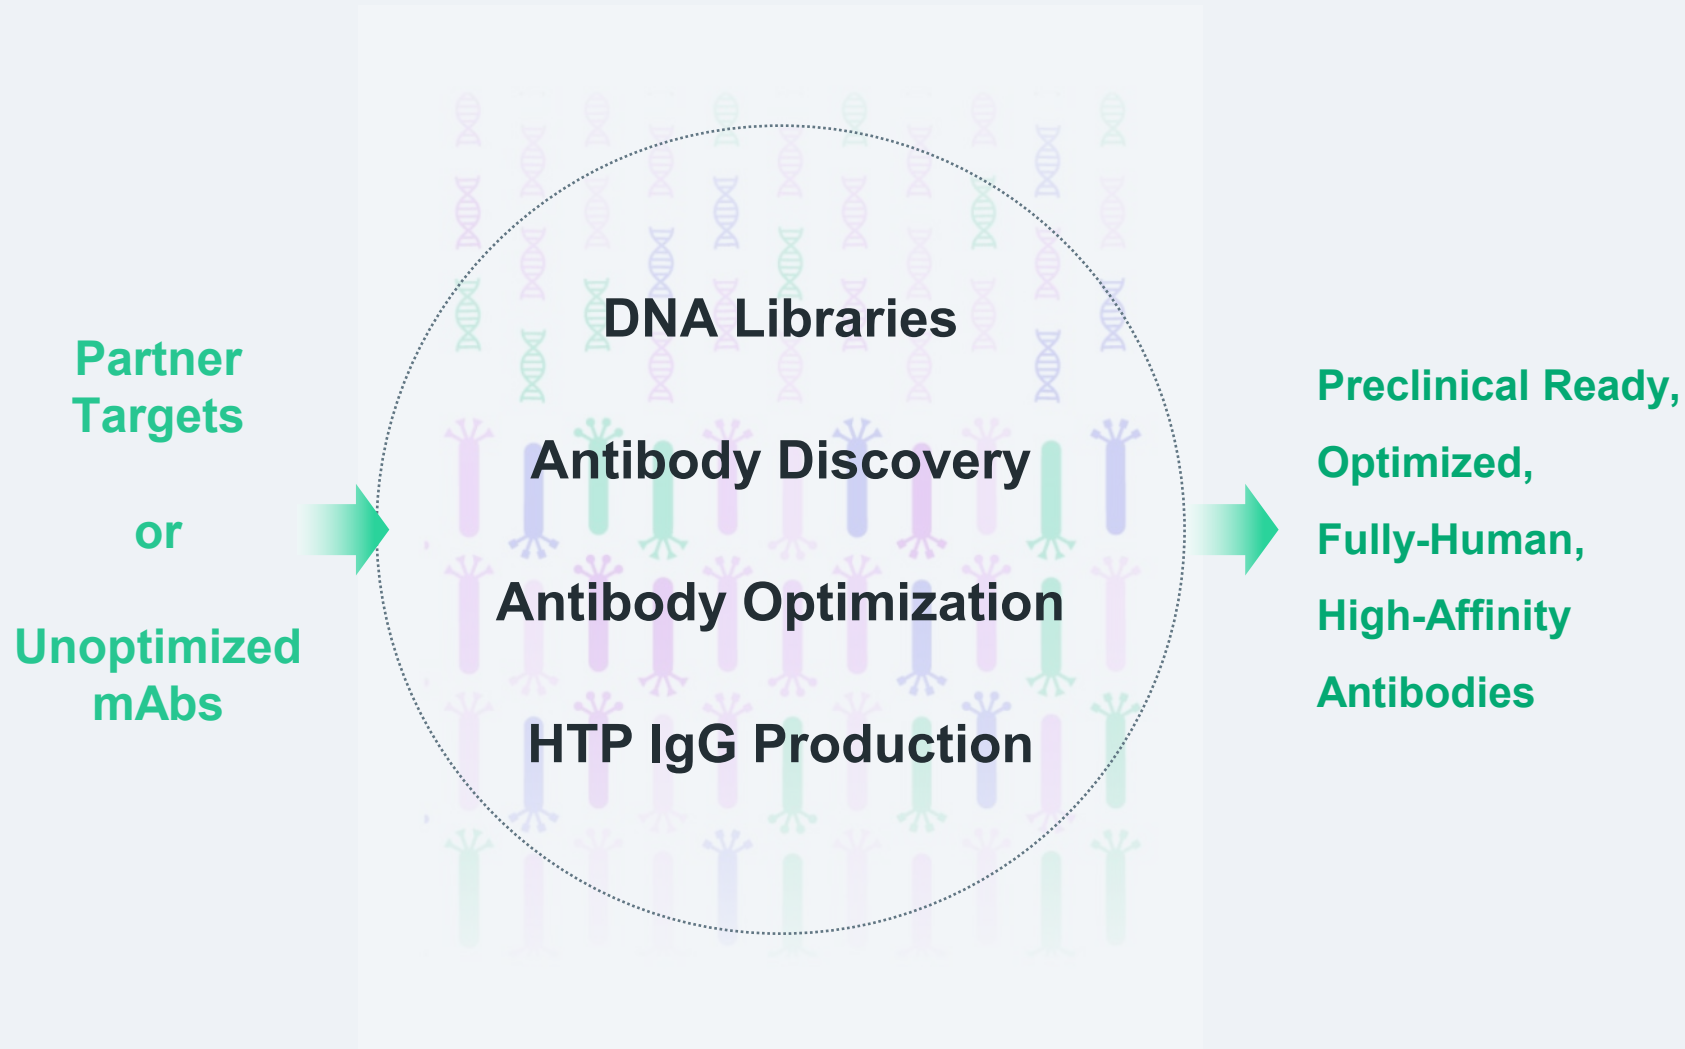 Partner
Targets
or
Unoptimized
mAbs
DNA Libraries
Antibody Discovery
Antibody Optimization
HTP IgG Production
Preclinical Ready,
Optimized,
Fully-Human,
High-Affinity
Antibodies